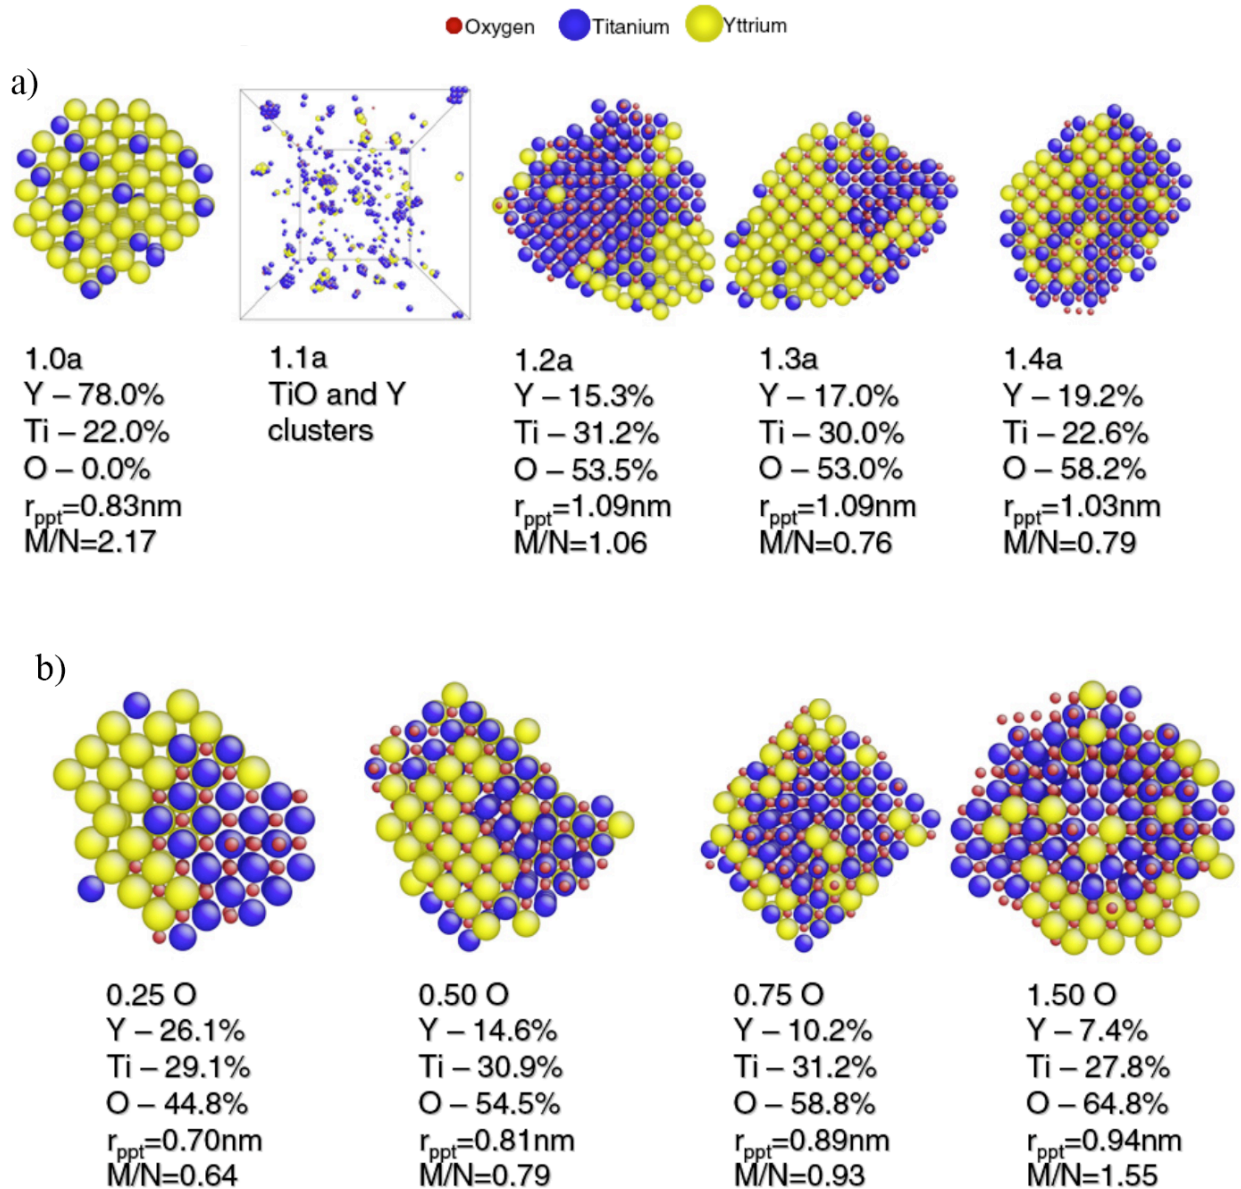 Oxygen Titanium Yttrium
a)
1.0a
Y – 78.0%
Ti – 22.0%
O – 0.0%
rppt=0.83nm
M/N=2.17
1.1a
TiO and Y
clusters
1.2a
Y – 15.3%
Ti – 31.2%
O – 53.5%
rppt=1.09nm
M/N=1.06
1.3a
Y – 17.0%
Ti – 30.0%
O – 53.0%
rppt=1.09nm
M/N=0.76
1.4a
Y – 19.2%
Ti – 22.6%
O – 58.2%
rppt=1.03nm
M/N=0.79
b)
0.25 O
Y – 26.1%
Ti – 29.1%
O – 44.8%
rppt=0.70nm
M/N=0.64
0.50 O
Y – 14.6%
Ti – 30.9%
O – 54.5%
rppt=0.81nm
M/N=0.79
0.75 O
Y – 10.2%
Ti – 31.2%
O – 58.8%
rppt=0.89nm
M/N=0.93
1.50 O
Y – 7.4%
Ti – 27.8%
O – 64.8%
rppt=0.94nm
M/N=1.55